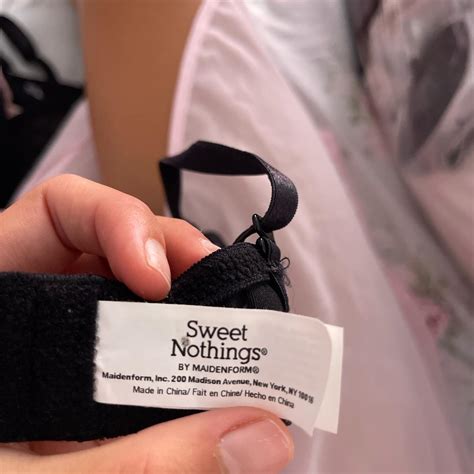 Sweet
Nothings®
BY MAIDENFORM®
Maidenform, Inc. 200 Madison Avenue, New York, NY 10016
Made in China/ Fait en Chine/ Hecho en China